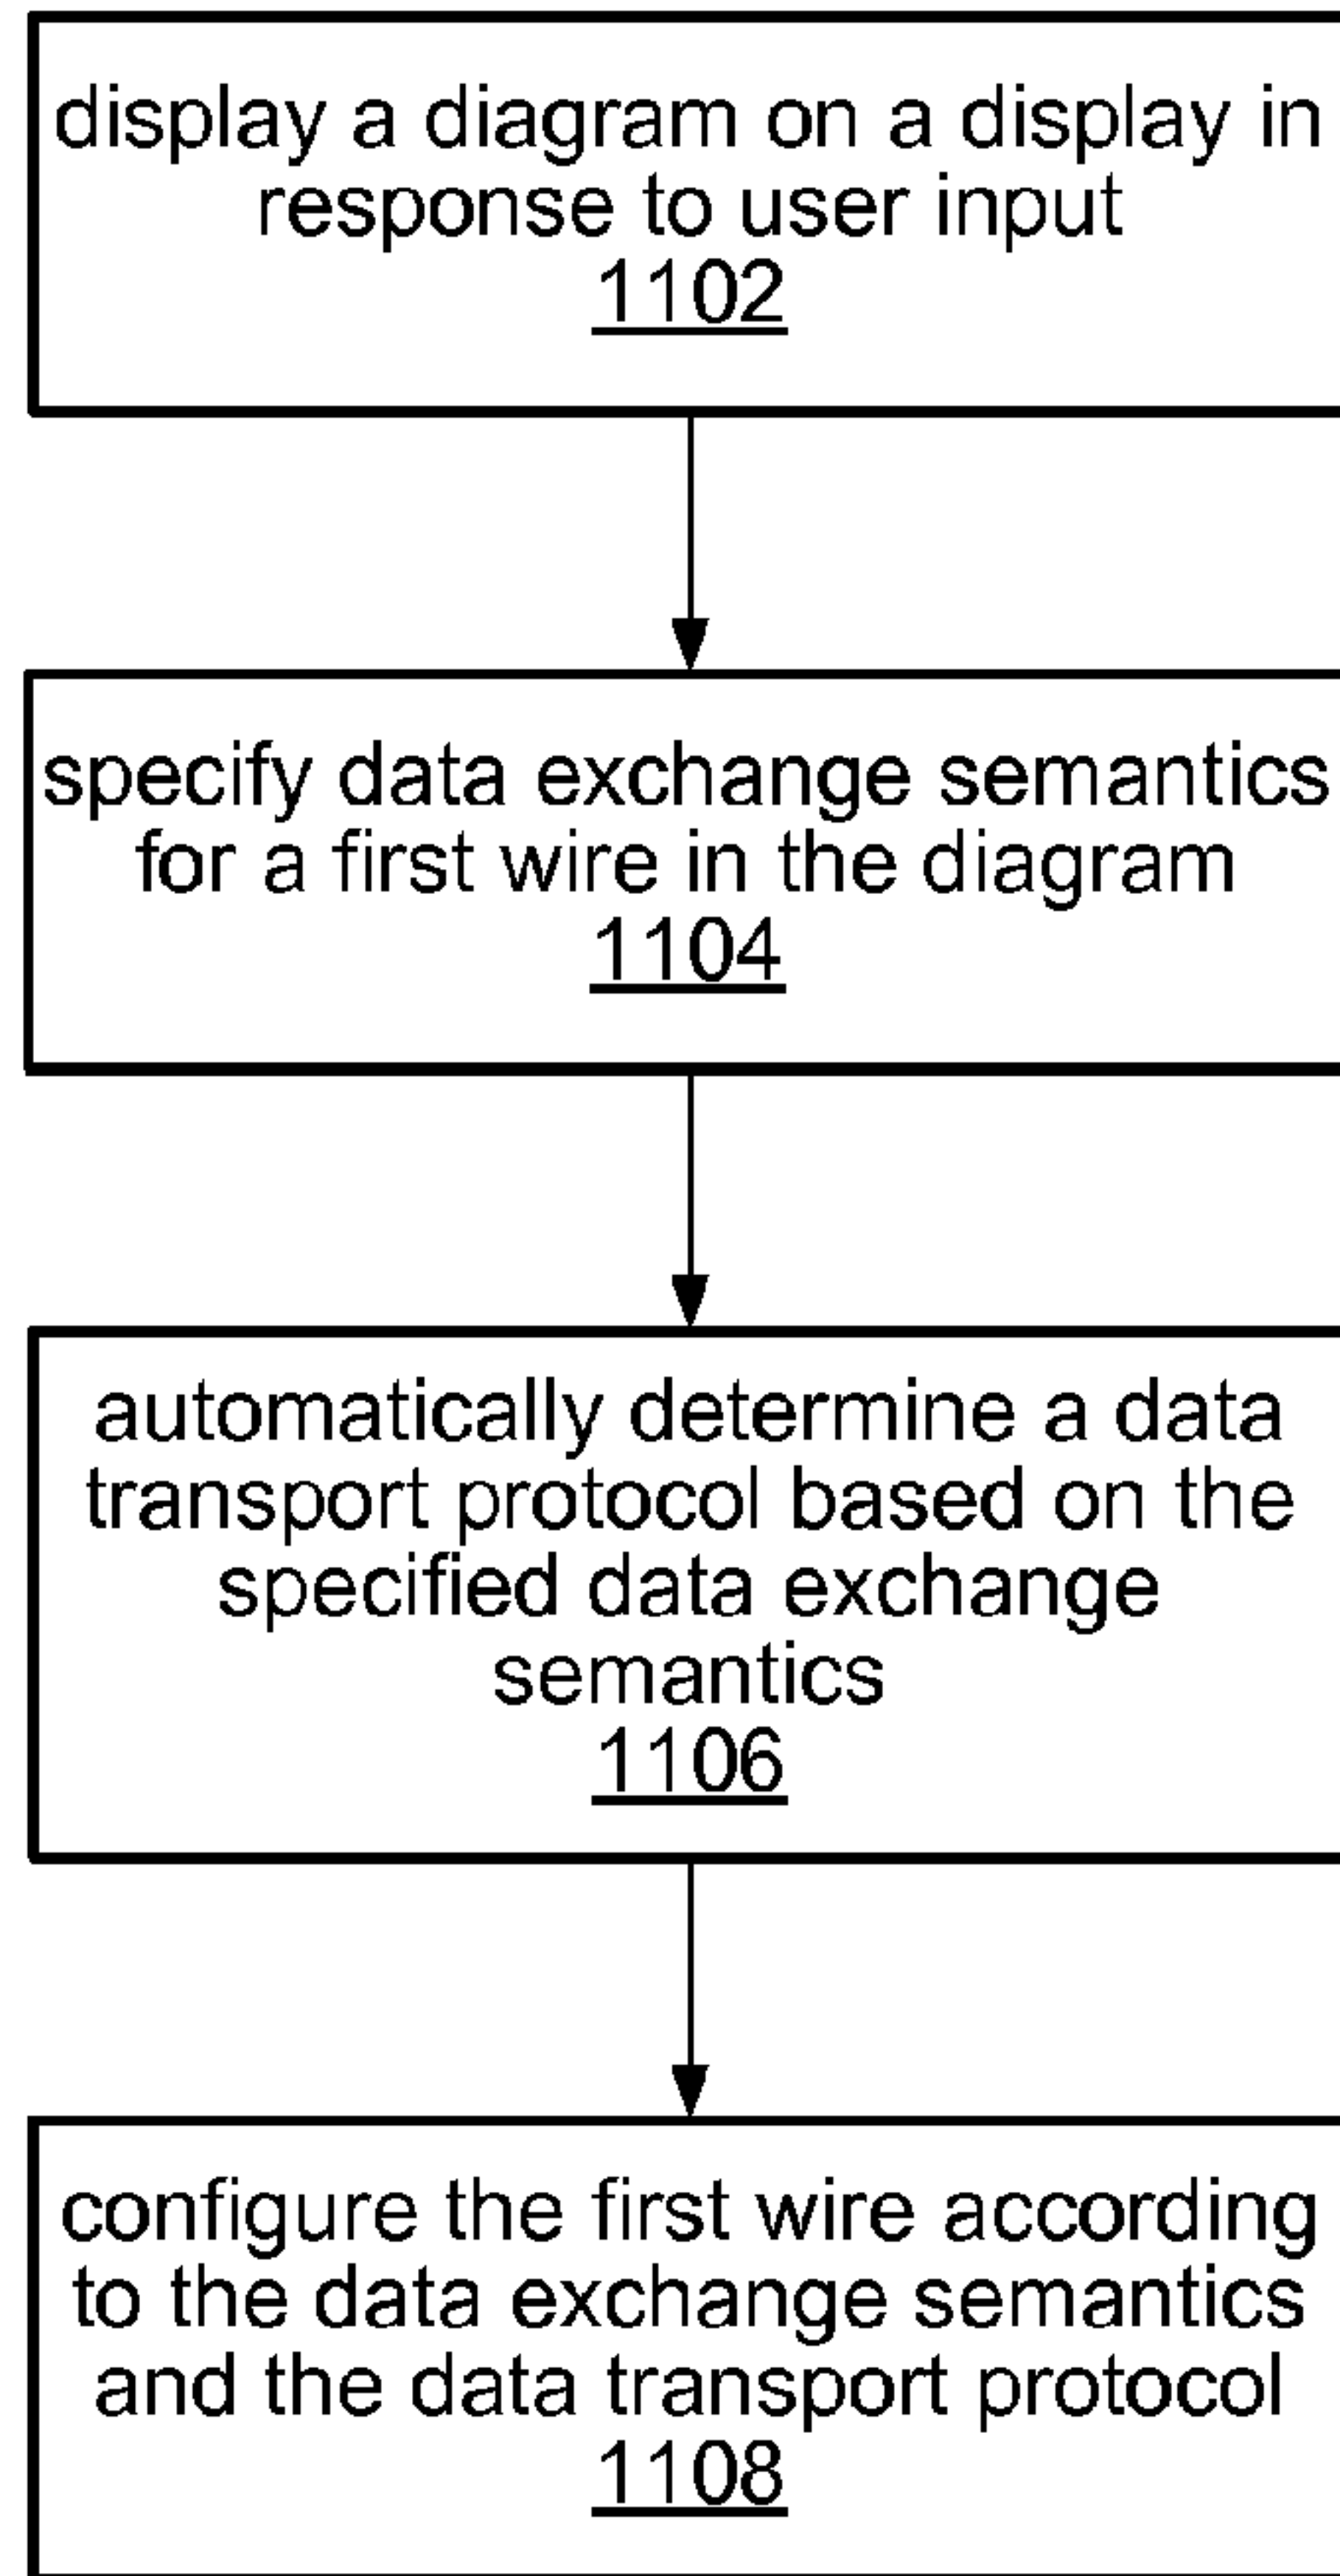 display a diagram on a display in
response to user input
1102
specify data exchange semantics
for a first wire in the diagram
1104
automatically determine a data
transport protocol based on the
specified data exchange
semantics
1106
configure the first wire according
to the data exchange semantics
and the data transport protocol
1108